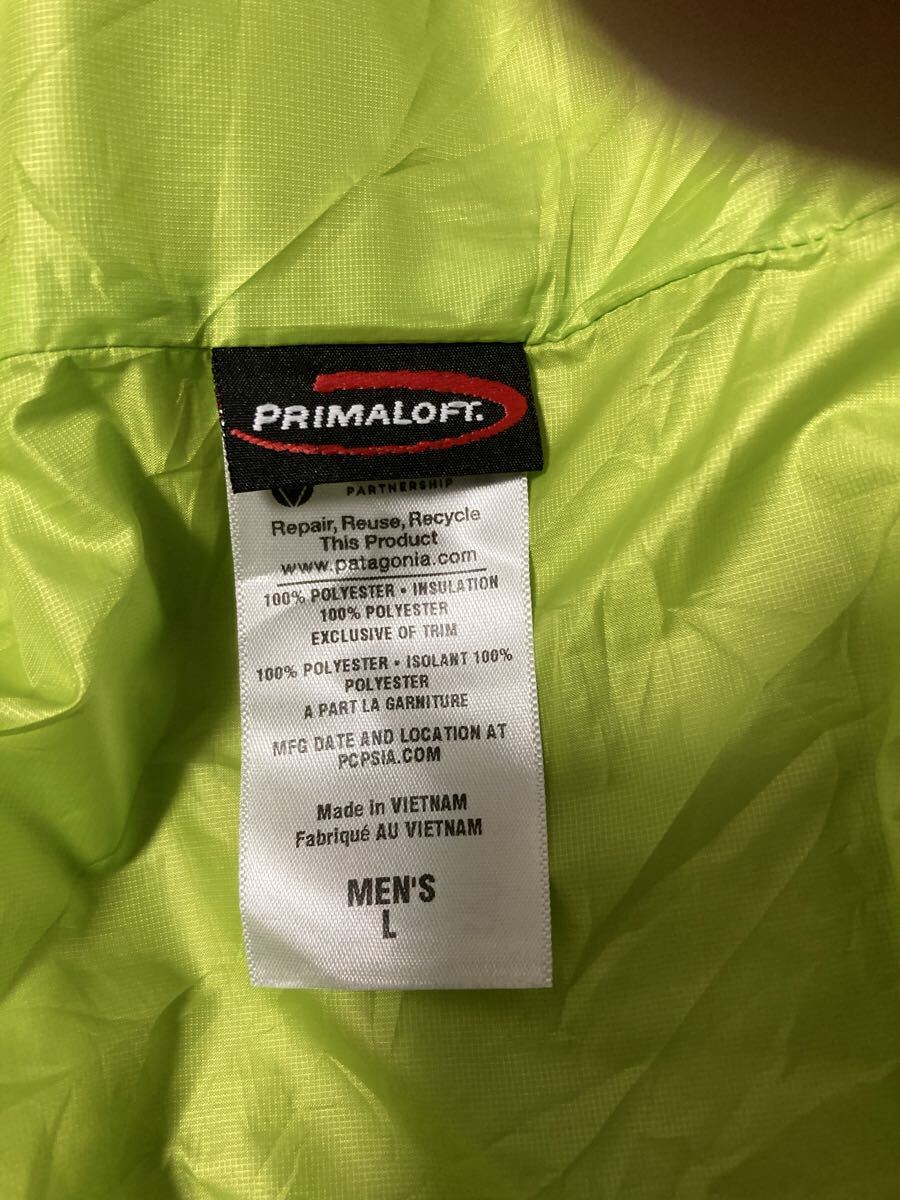 PRIMALOFT.
PARTNERSHIP
Repair, Reuse, Recycle
This Product
www.patagonia.com
100% POLYESTER • INSULATION
100% POLYESTER
EXCLUSIVE OF TRIM
100% POLYESTER • ISOLANT 100%
POLYESTER
A PART LA GARNITURE
MFG DATE AND LOCATION AT
PCPSIA.COM
Made in VIETNAM
Fabriqué AU VIETNAM
MEN'S
L